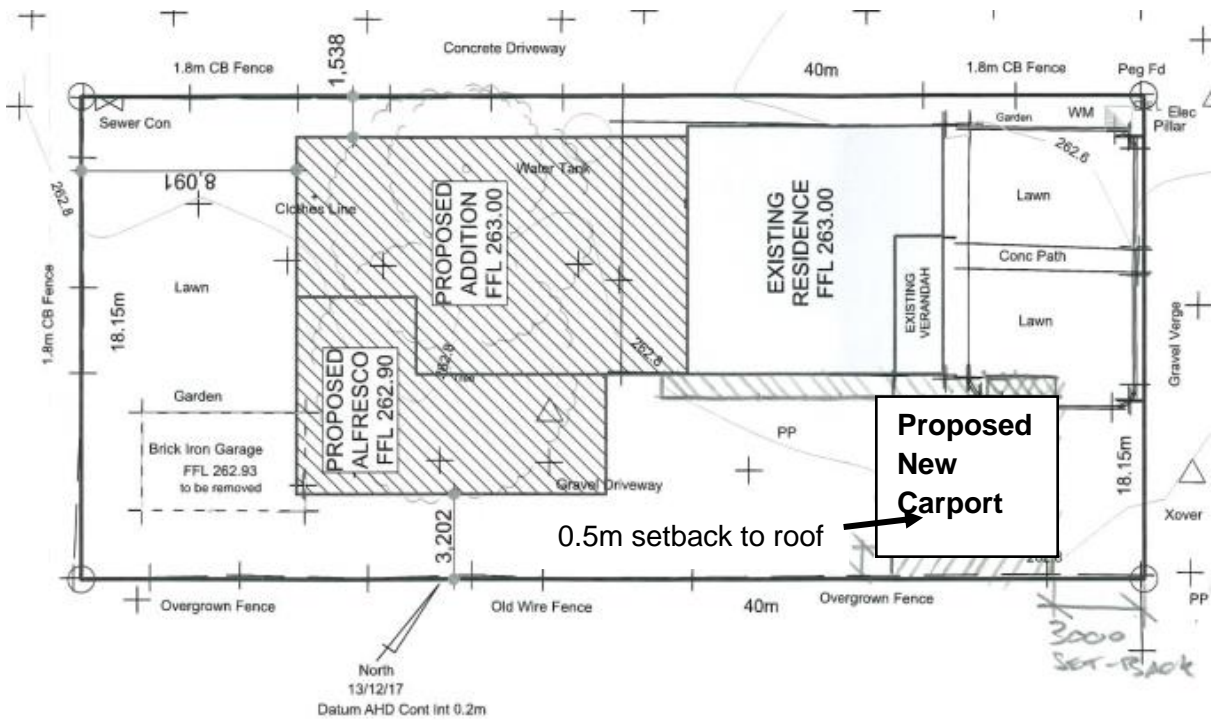 Concrete Driveway
1.8m CB Fence
1,538
40m
1.8m CB Fence
Peg Fd
Sewer Con
Garden
WM
Elec
Pillar
262.6
Water Tank
8,091
262.8
Clothes Line
PROPOSED
ADDITION
FFL 263.00
EXISTING
RESIDENCE
FFL 263.00
Lawn
Conc Path
EXISTING
VERANDAH
Lawn
Lawn
1.8m CB Fence
18.15m
Gravel Verge
262.8
262.8
Tree
PROPOSED
ALFRESCO
FFL 262.90
Garden
Brick Iron Garage
FFL 262.93
to be removed
PP
Proposed
New
Carport
18.15m
Gravel Driveway
Xover
0.5m setback to roof
3,202
Overgrown Fence
Old Wire Fence
40m
Overgrown Fence
PP
3000
SET-BACK
North
13/12/17
Datum AHD Cont Int 0.2m